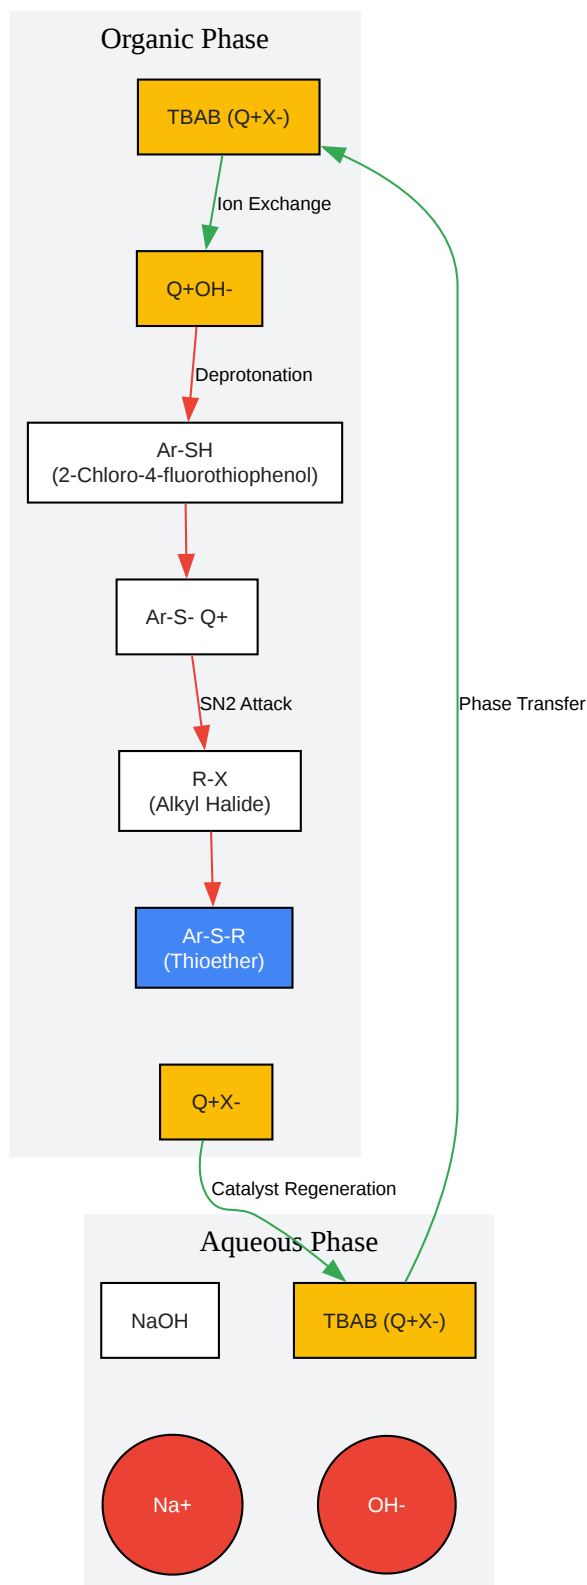 Organic Phase
TBAB (Q+X-)
Ion Exchange
Q+OH-
Deprotonation
Ar-SH
(2-Chloro-4-fluorothiophenol)
Ar-S- Q+
SN2 Attack
Phase Transfer
R-X
(Alkyl Halide)
Ar-S-R
(Thioether)
Q+X-
Catalyst Regeneration
Aqueous Phase
NaOH
TBAB (Q+X-)
Na+
OH-